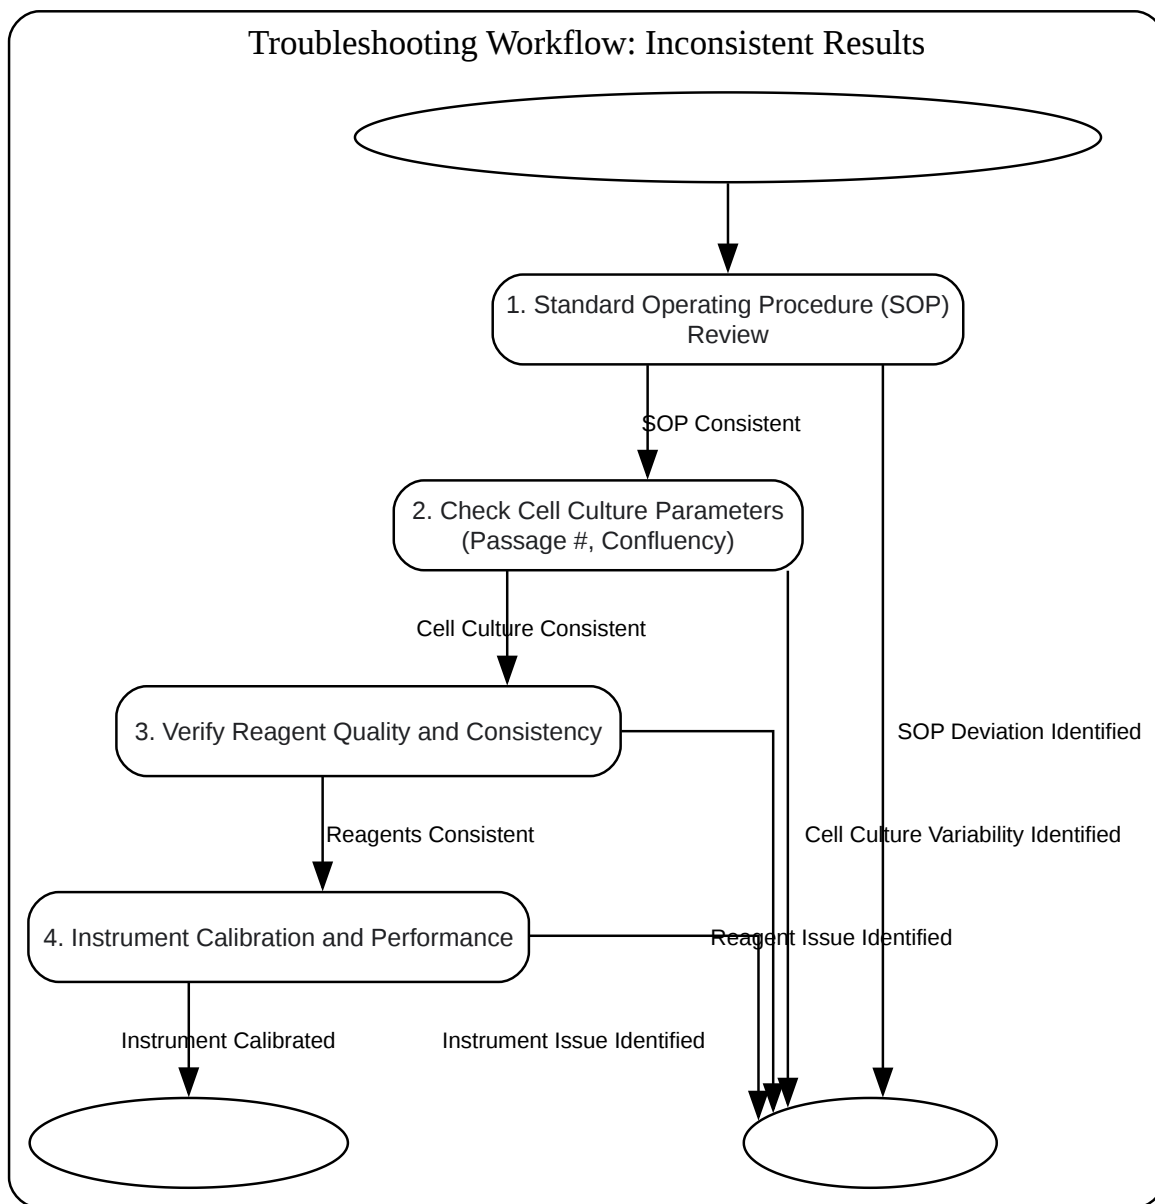 Troubleshooting Workflow: Inconsistent Results
1. Standard Operating Procedure (SOP)
Review
SOP Consistent
2. Check Cell Culture Parameters
(Passage #, Confluency)
Cell Culture Consistent
3. Verify Reagent Quality and Consistency
SOP Deviation Identified
Reagents Consistent
Cell Culture Variability Identified
4. Instrument Calibration and Performance
Reagent Issue Identified
Instrument Calibrated
Instrument Issue Identified